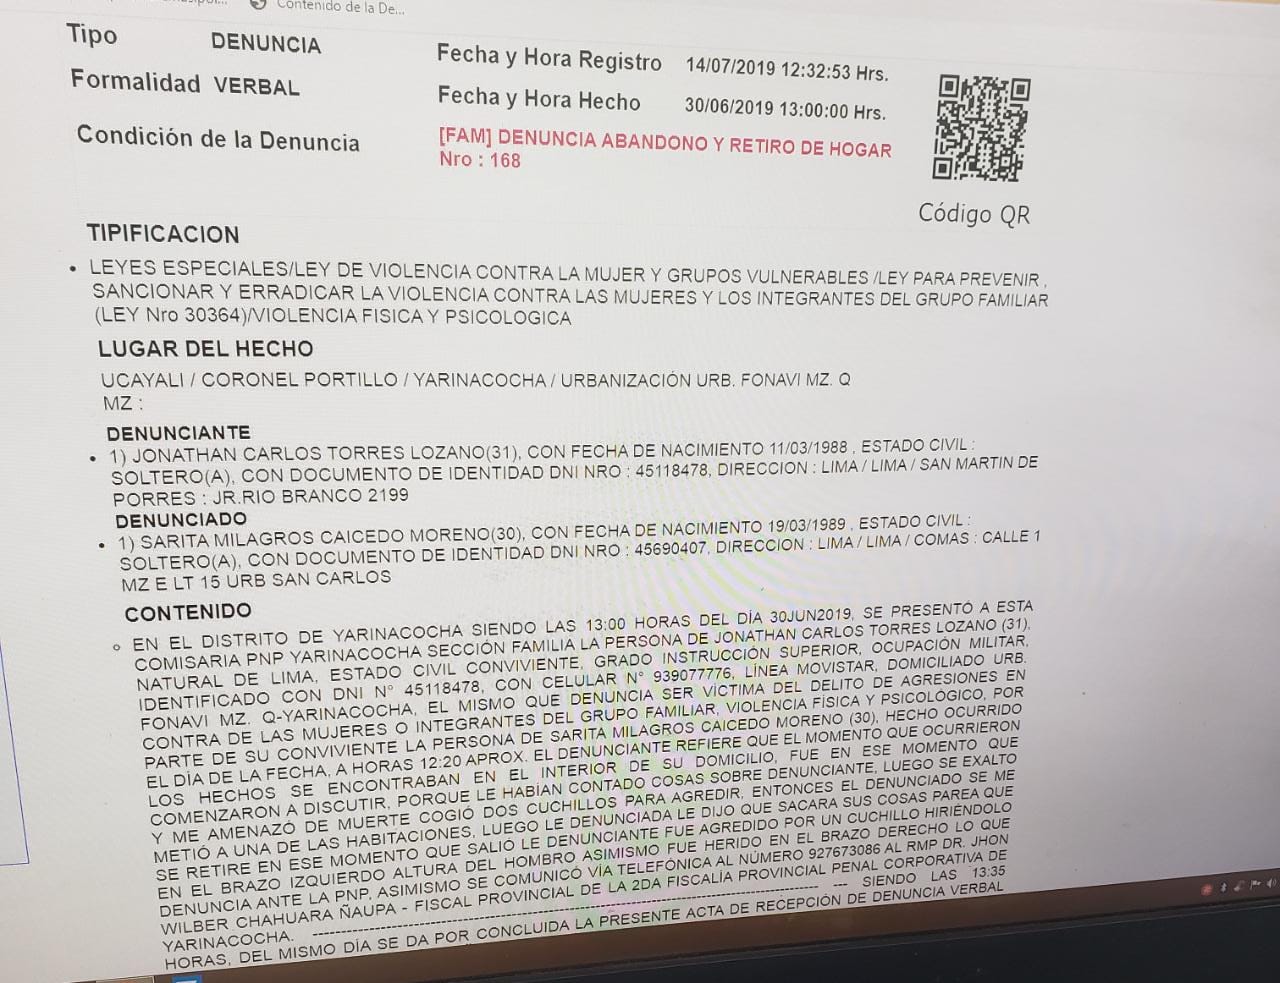 Contenido de la De...
Tipo DENUNCIA Fecha y Hora Registro 14/07/2019 12:32:53 Hrs.
Formalidad VERBAL Fecha y Hora Hecho 30/06/2019 13:00:00 Hrs.
Condición de la Denuncia [FAM] DENUNCIA ABANDONO Y RETIRO DE HOGAR
Nro : 168
Código QR
TIPIFICACION
• LEYES ESPECIALES/LEY DE VIOLENCIA CONTRA LA MUJER Y GRUPOS VULNERABLES /LEY PARA PREVENIR ,
SANCIONAR Y ERRADICAR LA VIOLENCIA CONTRA LAS MUJERES Y LOS INTEGRANTES DEL GRUPO FAMILIAR
(LEY Nro 30364)/VIOLENCIA FISICA Y PSICOLOGICA
LUGAR DEL HECHO
UCAYALI / CORONEL PORTILLO / YARINACOCHA / URBANIZACIÓN URB. FONAVI MZ. Q
MZ :
DENUNCIANTE
• 1) JONATHAN CARLOS TORRES LOZANO(31), CON FECHA DE NACIMIENTO 11/03/1988 , ESTADO CIVIL :
SOLTERO(A), CON DOCUMENTO DE IDENTIDAD DNI NRO : 45118478, DIRECCION : LIMA / LIMA / SAN MARTIN DE
PORRES : JR.RIO BRANCO 2199
DENUNCIADO
• 1) SARITA MILAGROS CAICEDO MORENO(30), CON FECHA DE NACIMIENTO 19/03/1989 , ESTADO CIVIL :
SOLTERO(A), CON DOCUMENTO DE IDENTIDAD DNI NRO : 45690407, DIRECCION : LIMA / LIMA / COMAS : CALLE 1
MZ E LT 15 URB SAN CARLOS
CONTENIDO
EN EL DISTRITO DE YARINACOCHA SIENDO LAS 13:00 HORAS DEL DÍA 30JUN2019, SE PRESENTÓ A ESTA
COMISARIA PNP YARINACOCHA SECCIÓN FAMILIA LA PERSONA DE JONATHAN CARLOS TORRES LOZANO (31),
NATURAL DE LIMA, ESTADO CIVIL CONVIVIENTE, GRADO INSTRUCCIÓN SUPERIOR, OCUPACIÓN MILITAR,
IDENTIFICADO CON DNI N° 45118478, CON CELULAR N° 939077776, LÍNEA MOVISTAR, DOMICILIADO URB.
FONAVI MZ. Q-YARINACOCHA, EL MISMO QUE DENUNCIA SER VÍCTIMA DEL DELITO DE AGRESIONES EN
CONTRA DE LAS MUJERES O INTEGRANTES DEL GRUPO FAMILIAR, VIOLENCIA FÍSICA Y PSICOLÓGICO, POR
PARTE DE SU CONVIVIENTE LA PERSONA DE SARITA MILAGROS CAICEDO MORENO (30), HECHO OCURRIDO
EL DÍA DE LA FECHA, A HORAS 12:20 APROX. EL DENUNCIANTE REFIERE QUE EL MOMENTO QUE OCURRIERON
LOS HECHOS SE ENCONTRABAN EN EL INTERIOR DE SU DOMICILIO, FUE EN ESE MOMENTO QUE
COMENZARON A DISCUTIR, PORQUE LE HABÍAN CONTADO COSAS SOBRE DENUNCIANTE, LUEGO SE EXALTO
Y ME AMENAZÓ DE MUERTE COGIÓ DOS CUCHILLOS PARA AGREDIR, ENTONCES EL DENUNCIADO SE ME
METIÓ A UNA DE LAS HABITACIONES, LUEGO LE DENUNCIADA LE DIJO QUE SACARA SUS COSAS PAREA QUE
SE RETIRE EN ESE MOMENTO QUE SALIÓ LE DENUNCIANTE FUE AGREDIDO POR UN CUCHILLO HIRIÉNDOLO
EN EL BRAZO IZQUIERDO ALTURA DEL HOMBRO ASIMISMO FUE HERIDO EN EL BRAZO DERECHO LO QUE
DENUNCIA ANTE LA PNP, ASIMISMO SE COMUNICÓ VÍA TELEFÓNICA AL NÚMERO 927673086 AL RMP DR. JHON
WILBER CHAHUARA ÑAUPA - FISCAL PROVINCIAL DE LA 2DA FISCALÍA PROVINCIAL PENAL CORPORATIVA DE
YARINACOCHA. ---------- --- SIENDO LAS 13:35
HORAS, DEL MISMO DÍA SE DA POR CONCLUIDA LA PRESENTE ACTA DE RECEPCIÓN DE DENUNCIA VERBAL